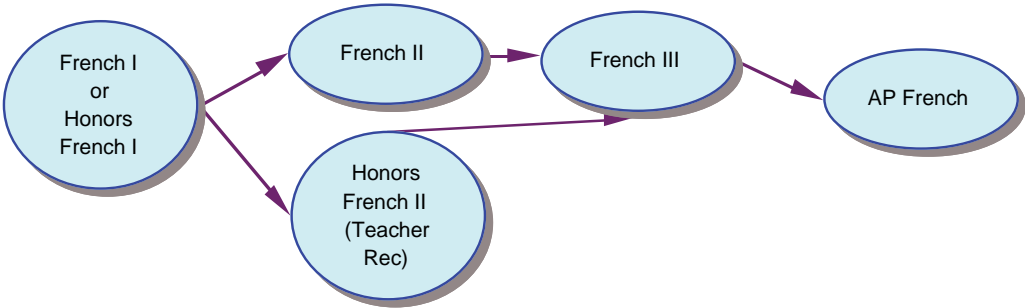 French I
or
Honors
French I
French II
French III
AP French
Honors
French II
(Teacher
Rec)